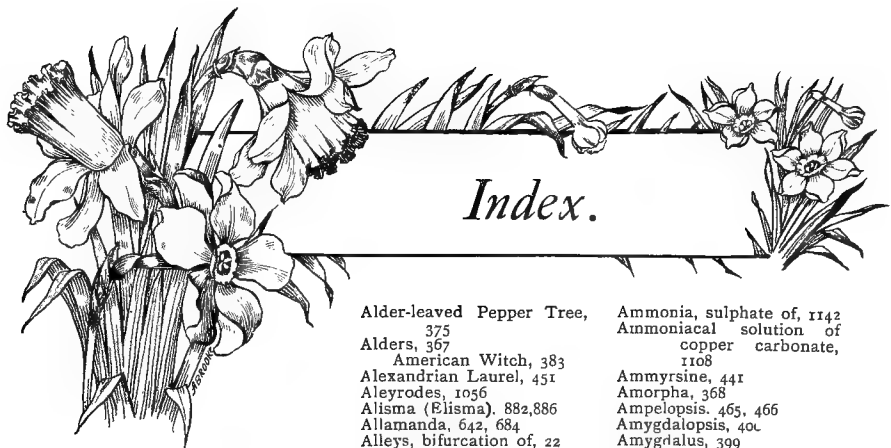 Index.
A. BROOK
Alder-leaved Pepper Tree,
375
Alders, 367
American Witch, 383
Alexandrian Laurel, 451
Aleyrodes, 1056
Alisma (Elisma). 882,886
Allamanda, 642, 684
Alleys, bifurcation of, 22
Ammonia, sulphate of, 1142
Ammoniacal solution of
copper carbonate,
1108
Ammyrsine, 441
Amorpha, 368
Ampelopsis. 465, 466
Amygdalopsis,
Amygdalus, 399